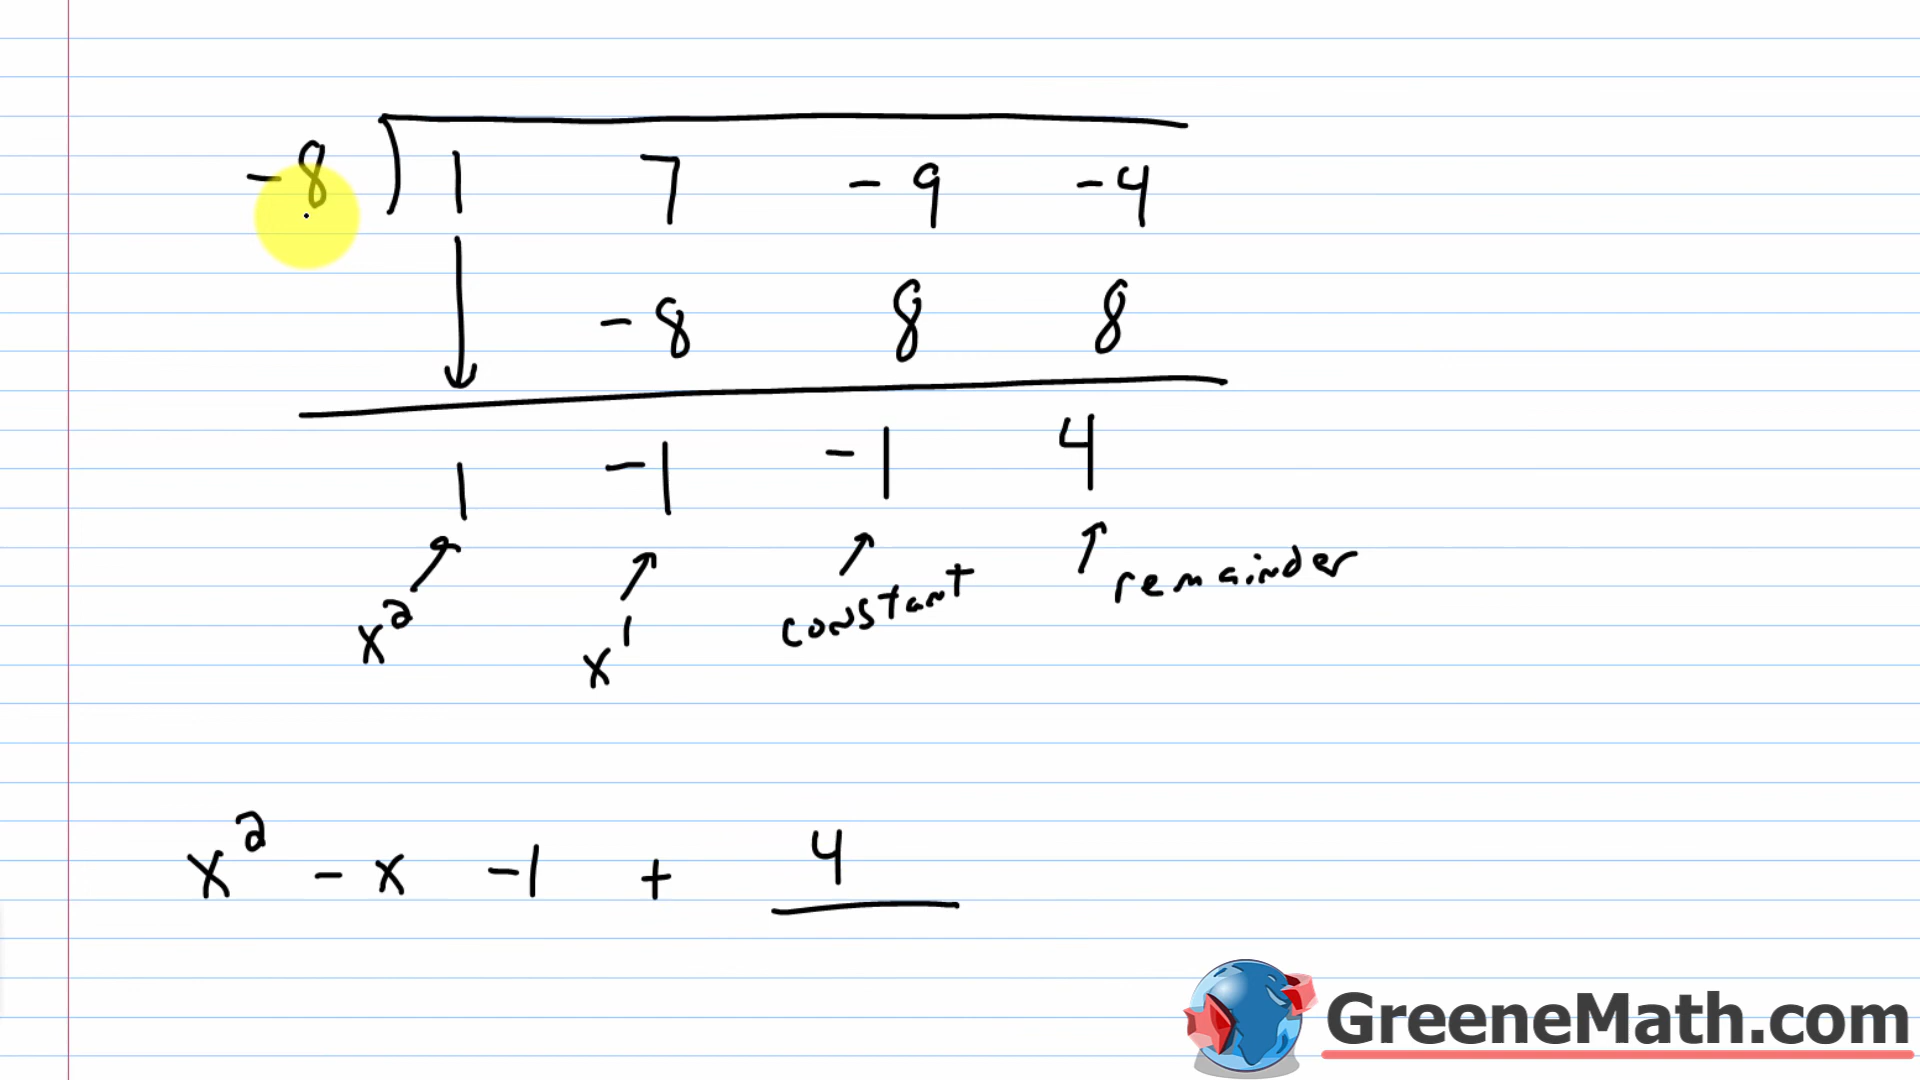 -8 ) 1 7 -9 -4
-8 8 8
1 -1 -1 4
x² x¹ constant remainder
x² - x -1 + 4
GreeneMath.com